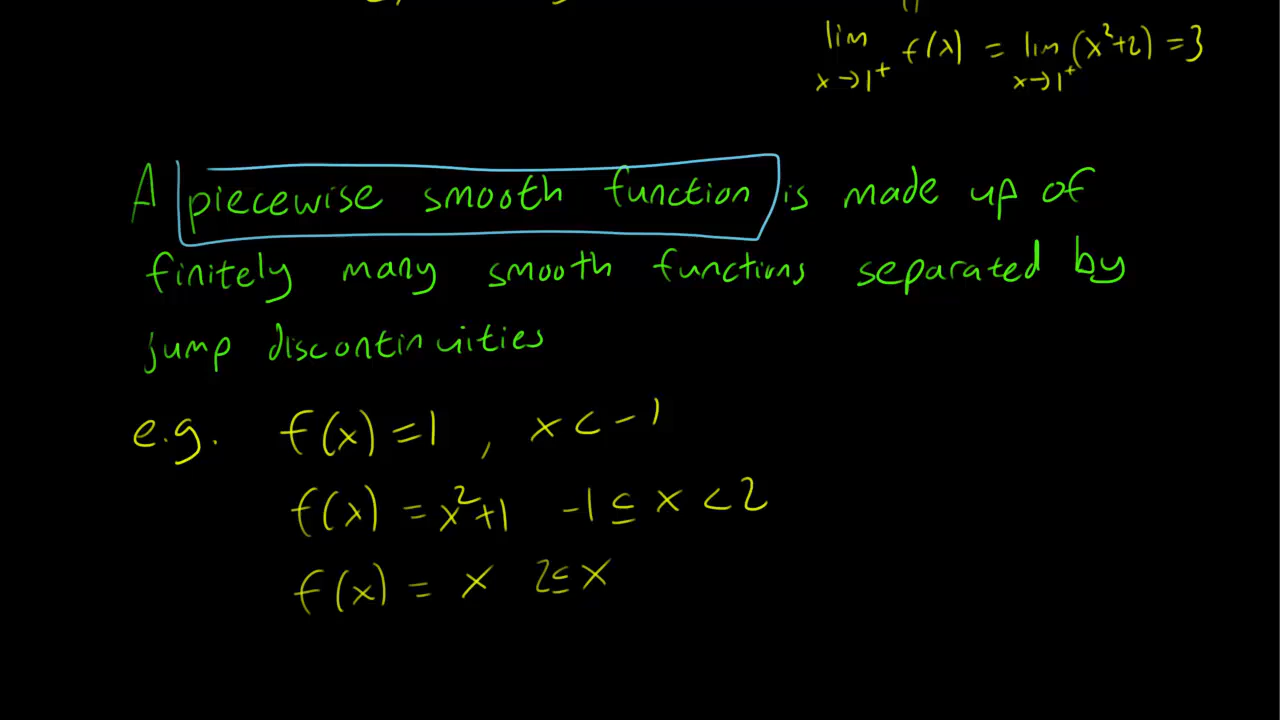 lim f(x) = lim (x²+2) = 3
x→1⁺ x→1⁺
A piecewise smooth function is made up of
finitely many smooth functions separated by
jump discontinuities
e.g. f(x) = 1 , x < -1
f(x) = x²+1 -1 ≤ x < 2
f(x) = x 2 ≤ x